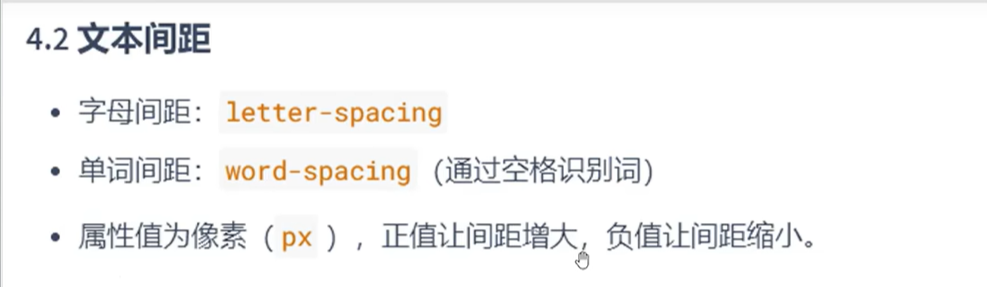 4.2 文本间距
字母间距：letter-spacing
单词间距：word-spacing（通过空格识别词）
属性值为像素（px），正值让间距增大，负值让间距缩小。